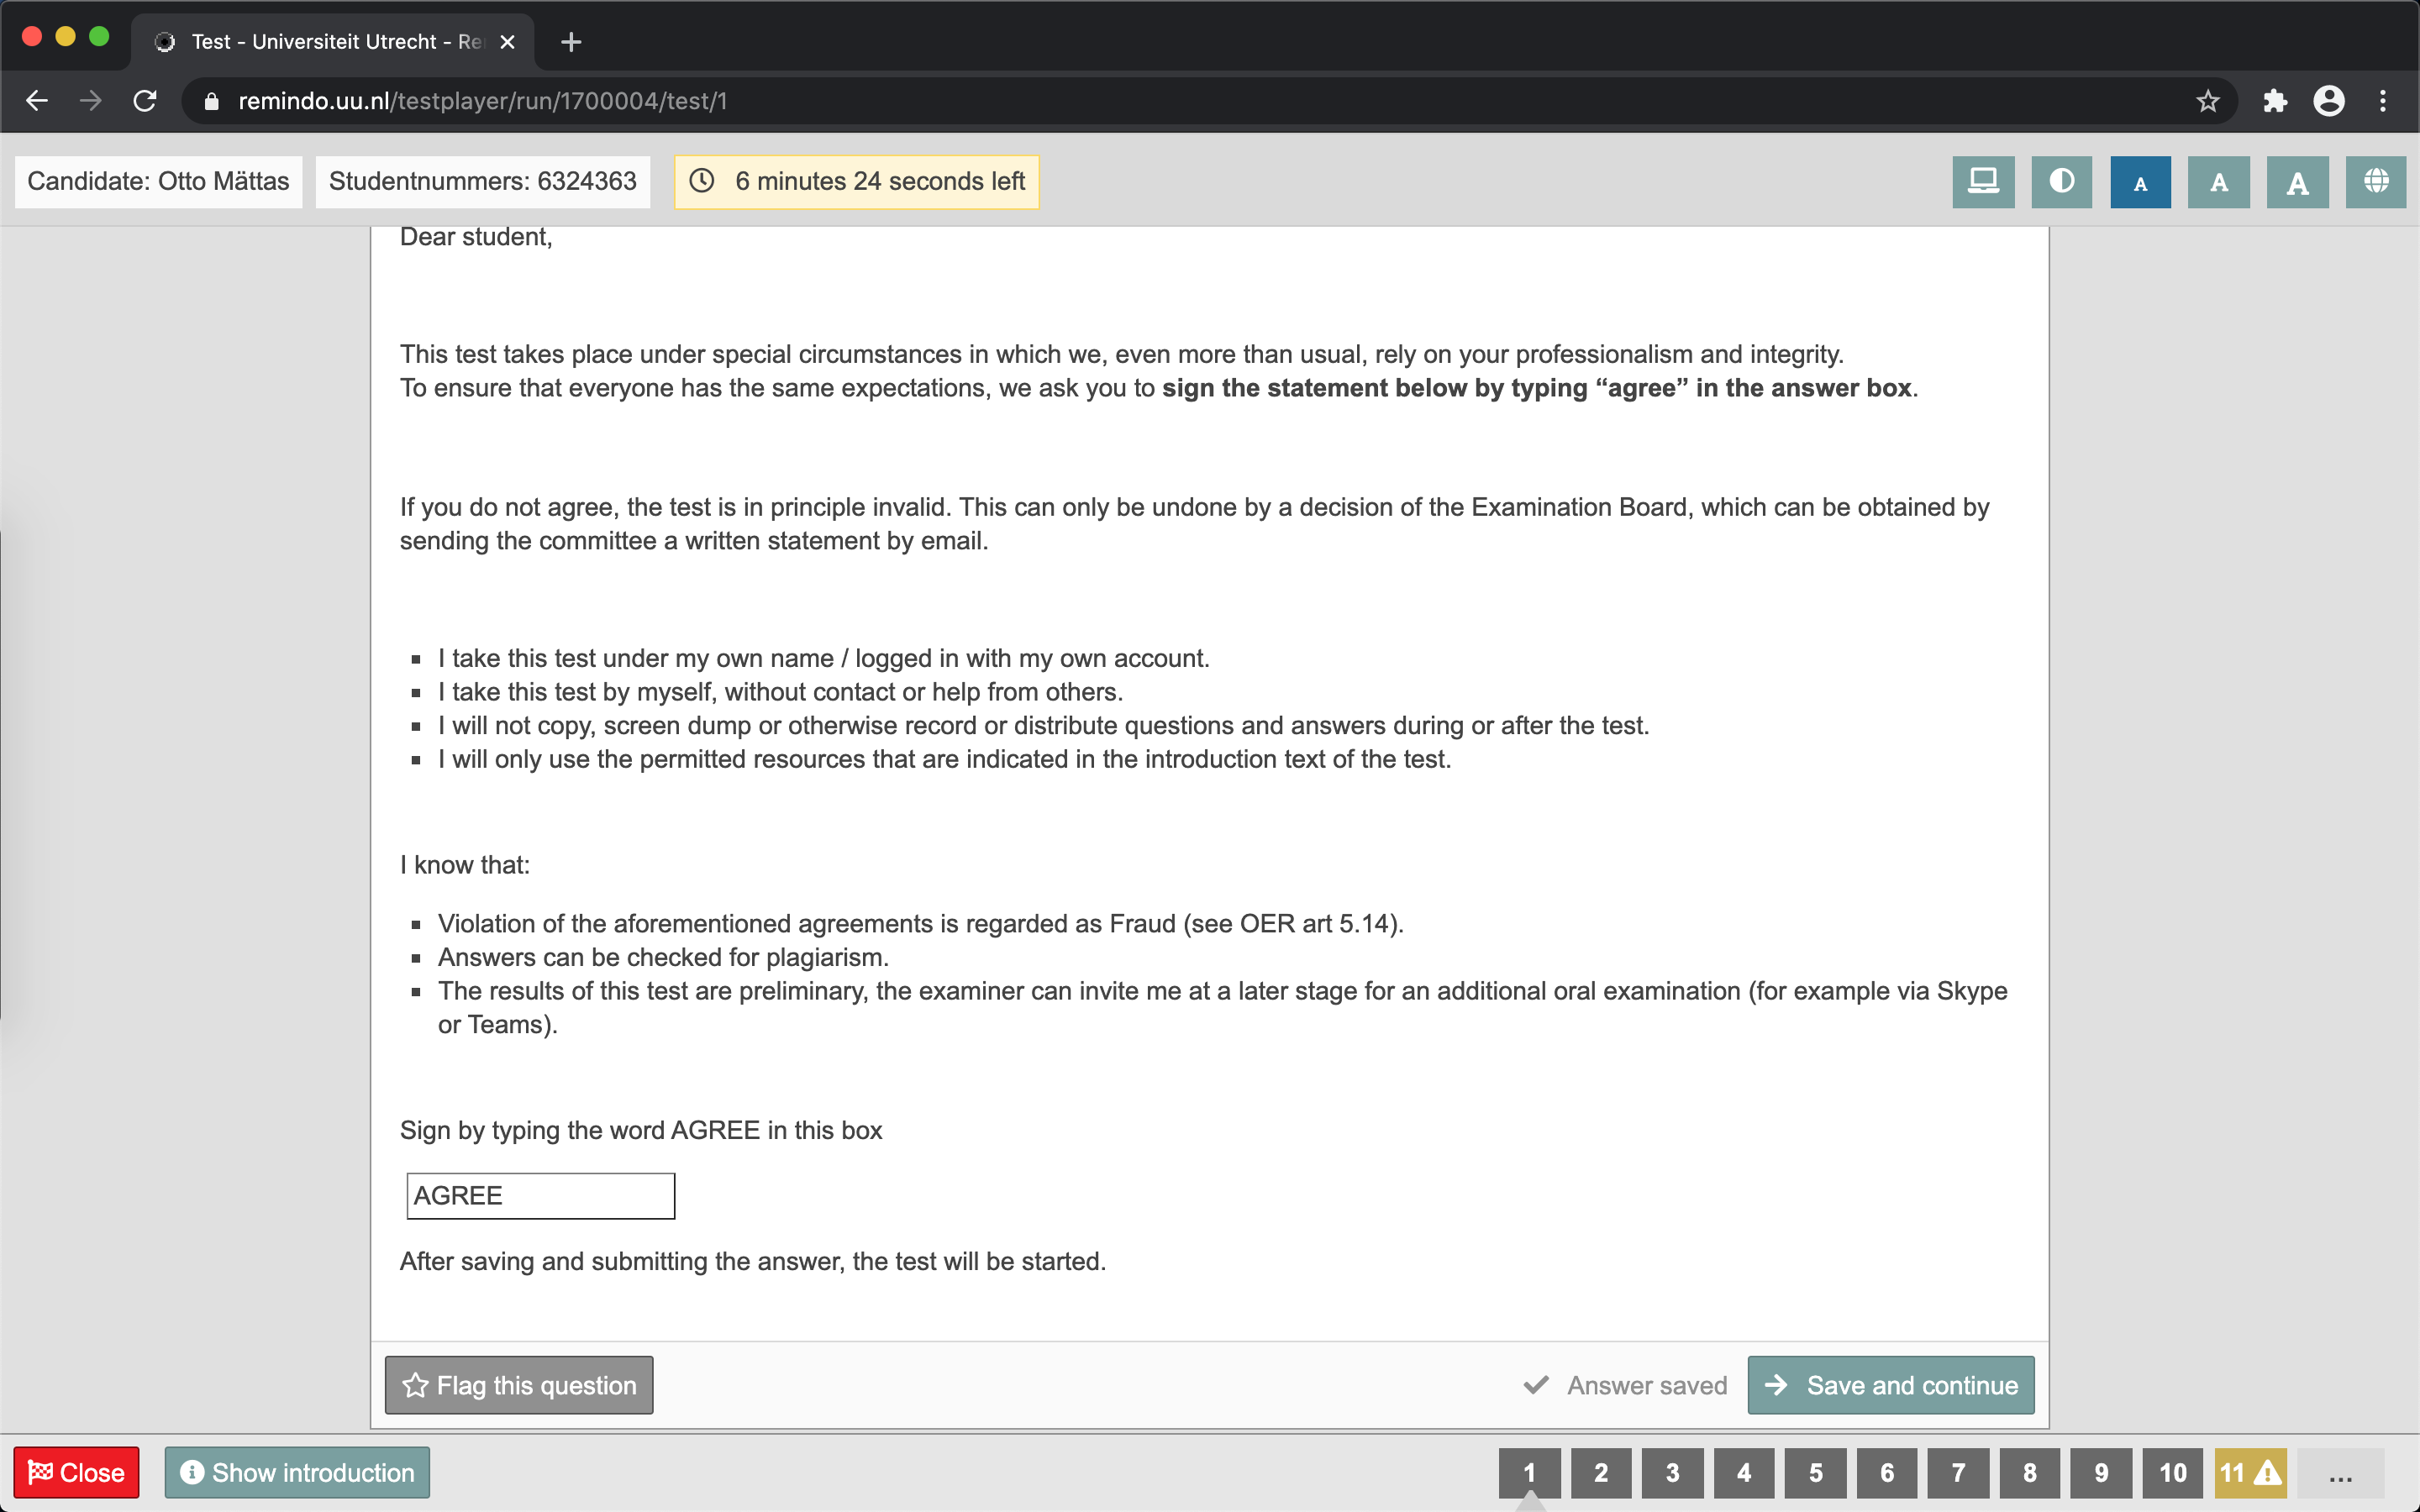 Test - Universiteit Utrecht - Re
remindo.uu.nl/testplayer/run/1700004/test/1
Candidate: Otto Mättas
Studentnummers: 6324363
6 minutes 24 seconds left
A
A
A
Dear student,
This test takes place under special circumstances in which we, even more than usual, rely on your professionalism and integrity.
To ensure that everyone has the same expectations, we ask you to sign the statement below by typing “agree” in the answer box.
If you do not agree, the test is in principle invalid. This can only be undone by a decision of the Examination Board, which can be obtained by
sending the committee a written statement by email.
I take this test under my own name / logged in with my own account.
I take this test by myself, without contact or help from others.
I will not copy, screen dump or otherwise record or distribute questions and answers during or after the test.
I will only use the permitted resources that are indicated in the introduction text of the test.
I know that:
Violation of the aforementioned agreements is regarded as Fraud (see OER art 5.14).
Answers can be checked for plagiarism.
The results of this test are preliminary, the examiner can invite me at a later stage for an additional oral examination (for example via Skype
or Teams).
Sign by typing the word AGREE in this box
AGREE
After saving and submitting the answer, the test will be started.
Flag this question
Answer saved
Save and continue
Close
Show introduction
1 2 3 4 5 6 7 8 9 10 11 ...